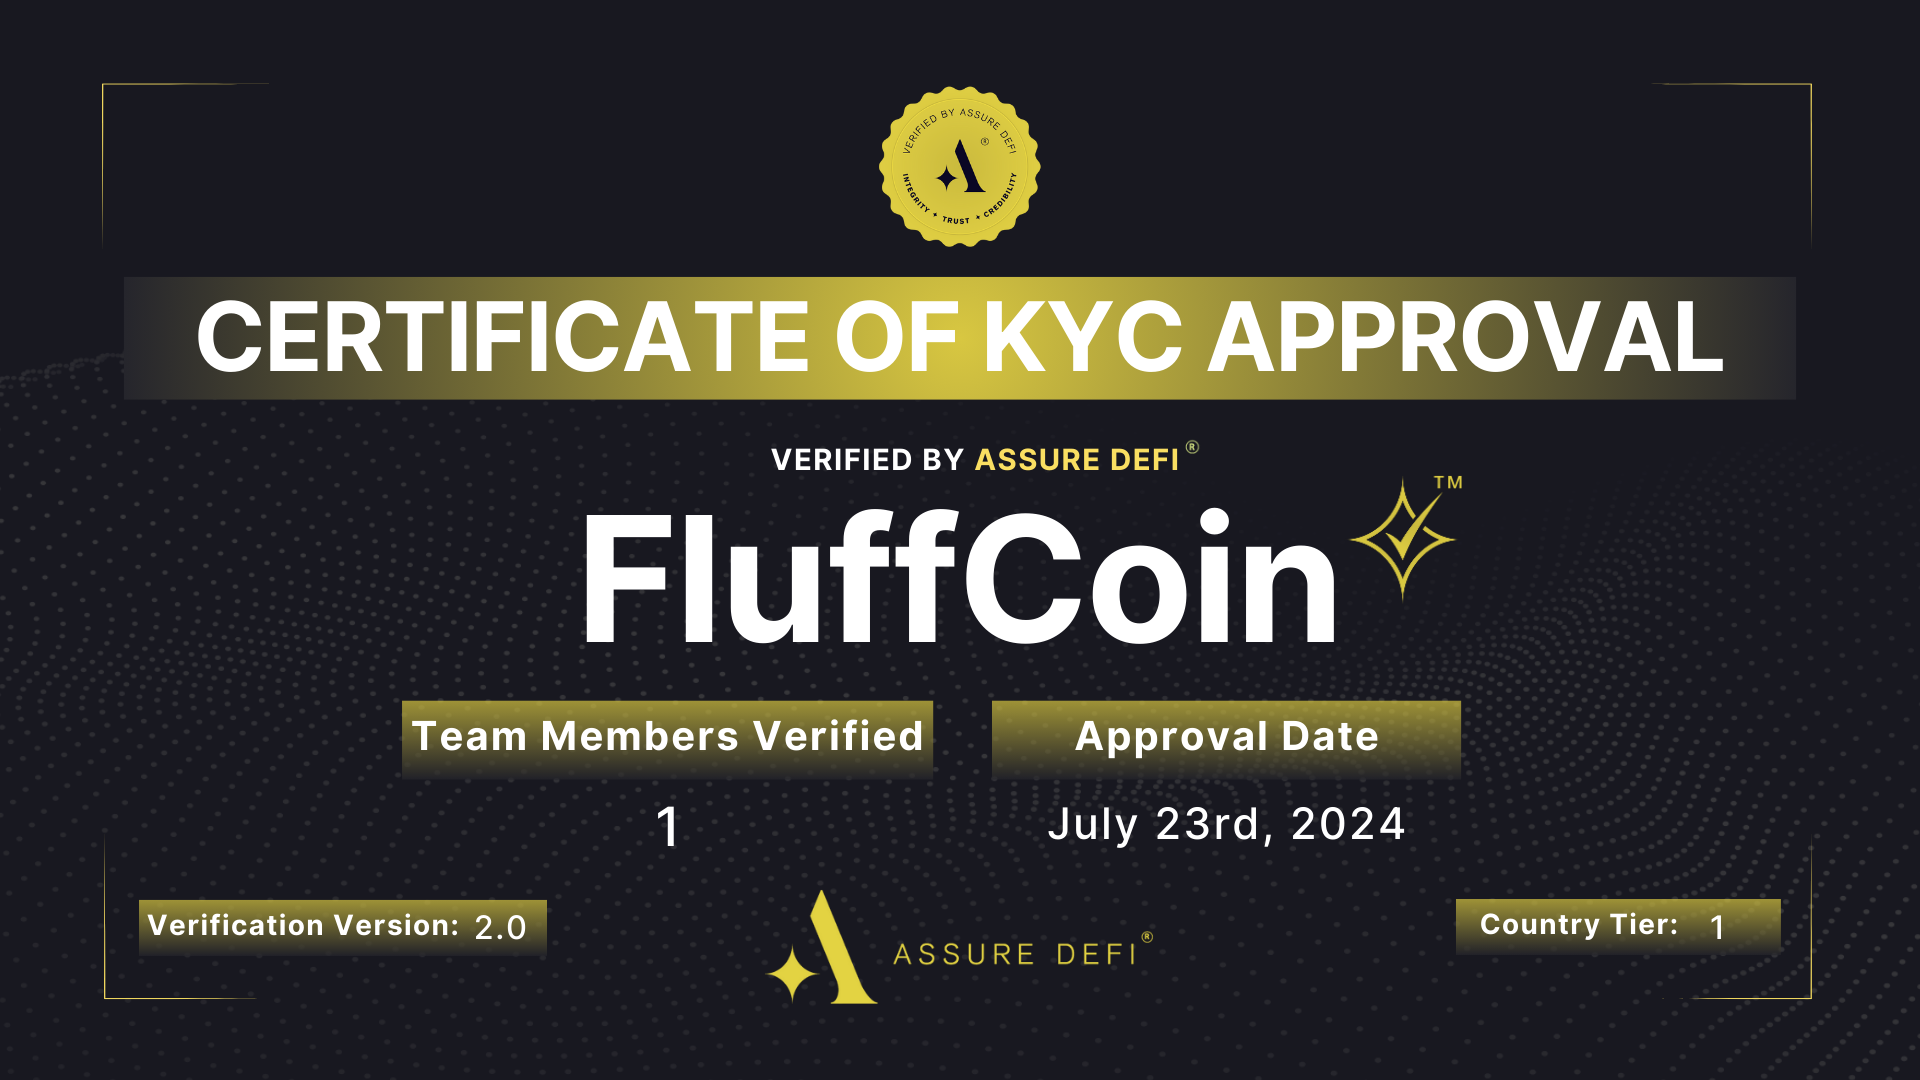 VERIFIED BY ASSURE DEFI
A ®
INTEGRITY ✦ TRUST ✦ CREDIBILITY
CERTIFICATE OF KYC APPROVAL
VERIFIED BY ASSURE DEFI ®
FluffCoin ™
Team Members Verified
1
Approval Date
July 23rd, 2024
Verification Version: 2.0
ASSURE DEFI ®
Country Tier: 1